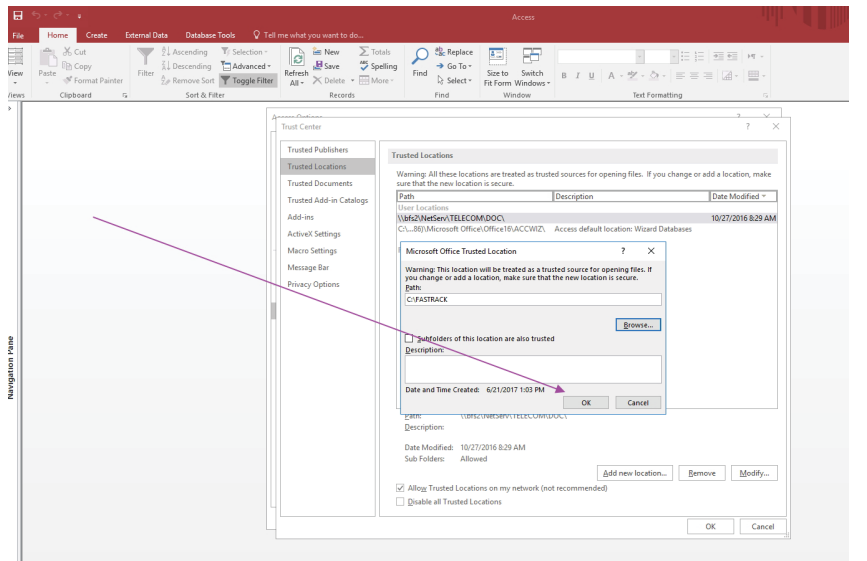 Access
File Home Create External Data Database Tools Tell me what you want to do...
View
Paste
Cut
Copy
Format Painter
Filter
Ascending
Descending
Remove Sort
Selection
Advanced
Toggle Filter
Refresh
All
New
Save
Delete
Totals
Spelling
More
Find
Replace
Go To
Select
Size to
Fit Form
Switch
Windows
B I U A
Views Clipboard Sort & Filter Records Find Window Text Formatting
Navigation Pane
Access Options ? X
Trust Center ? X
Trusted Publishers
Trusted Locations
Trusted Documents
Trusted Add-in Catalogs
Add-ins
ActiveX Settings
Macro Settings
Message Bar
Privacy Options
Trusted Locations
Warning: All these locations are treated as trusted sources for opening files. If you change or add a location, make
sure that the new location is secure.
Path Description Date Modified
User Locations
\\bfs2\NetServ\TELECOM\DOC\ 10/27/2016 8:29 AM
C:\...86)\Microsoft Office\Office16\ACCWIZ\ Access default location: Wizard Databases
Microsoft Office Trusted Location ? X
Warning: This location will be treated as a trusted source for opening files. If
you change or add a location, make sure that the new location is secure.
Path:
C:\FASTRACK
Browse...
Subfolders of this location are also trusted
Description:
Date and Time Created: 6/21/2017 1:03 PM
OK Cancel
Path: \\bfs2\NetServ\TELECOM\DOC\
Description:
Date Modified: 10/27/2016 8:29 AM
Sub Folders: Allowed
Add new location... Remove Modify...
Allow Trusted Locations on my network (not recommended)
Disable all Trusted Locations
OK Cancel